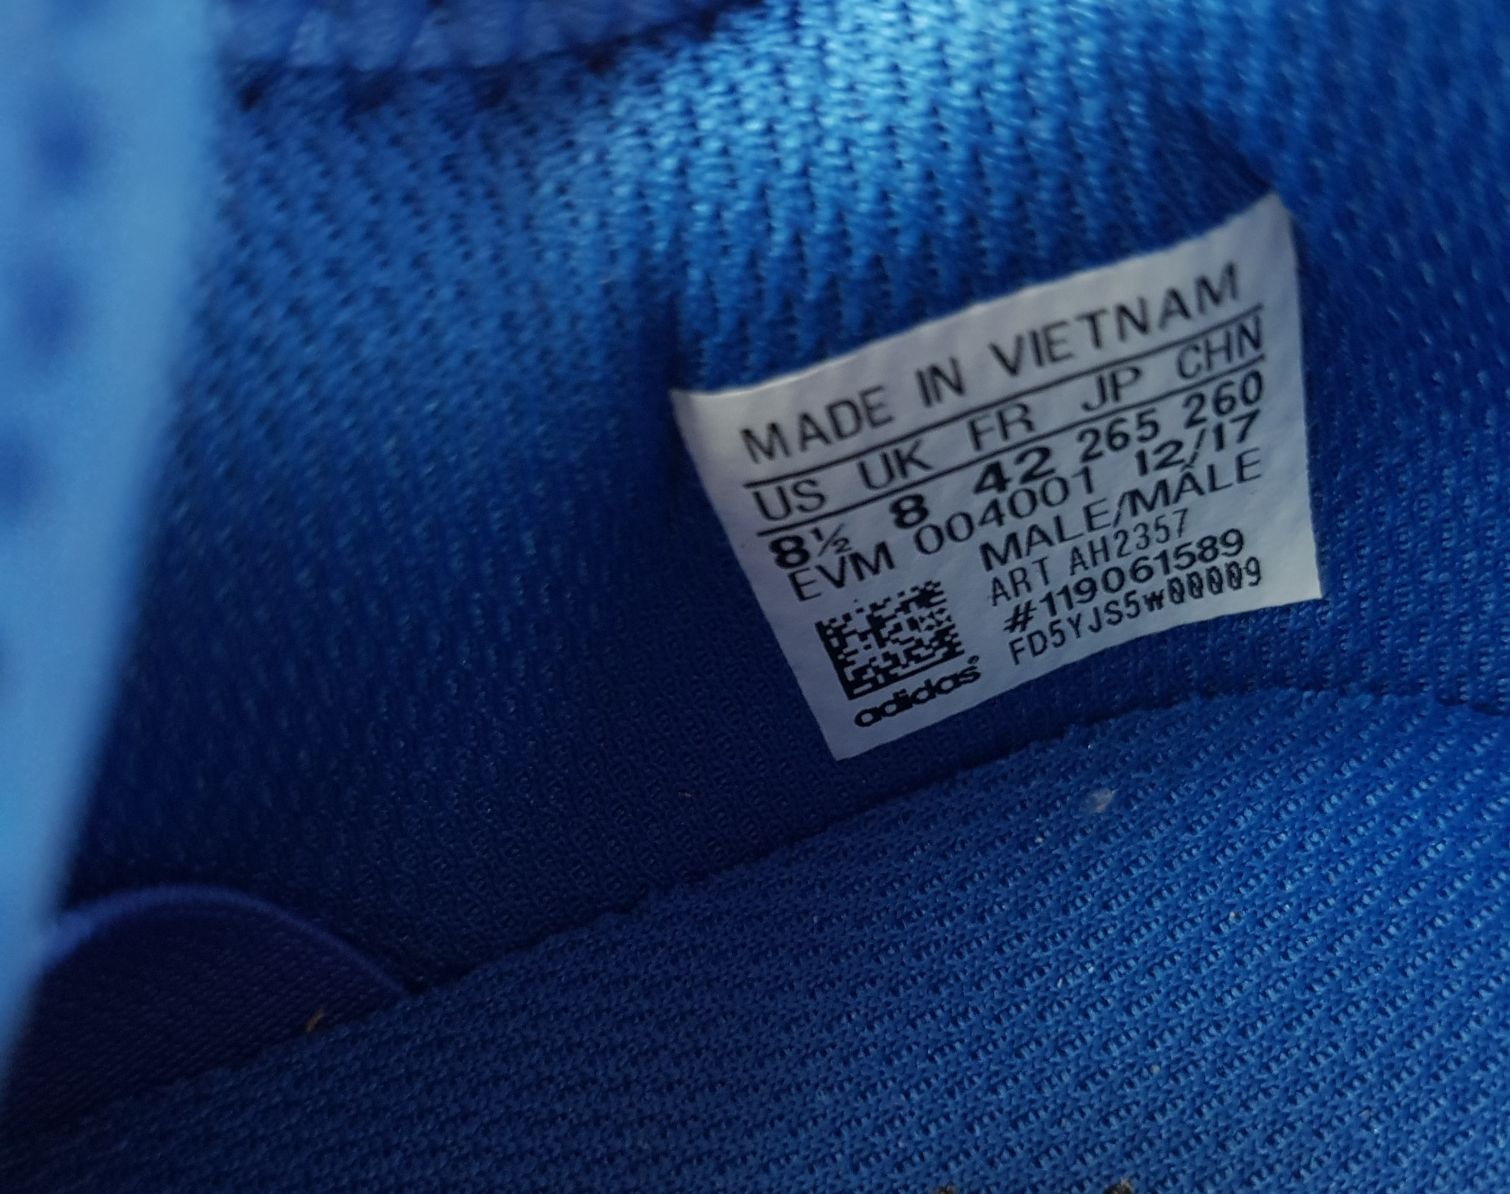 MADE IN VIETNAM
US UK FR JP CHN
8½ 8 42 265 260
EVM 004001 12/17
MALE/MÂLE
ART AH2357
#119061589
FD5YJS5w00009
adidas®